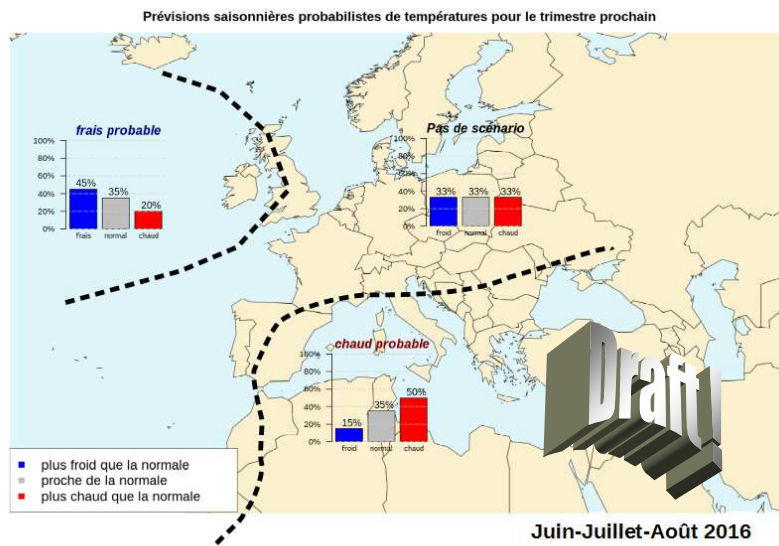 Prévisions saisonnières probabilistes de températures pour le trimestre prochain
frais probable
100%
80%
60%
40%
20%
0%
45%
35%
20%
frais normal chaud
Pas de scénario
100%
80%
60%
40%
20%
0%
33% 33% 33%
froid normal chaud
chaud probable
100%
80%
60%
40%
20%
0%
15%
35%
50%
froid normal chaud
Draft!
plus froid que la normale
proche de la normale
plus chaud que la normale
Juin-Juillet-Août 2016